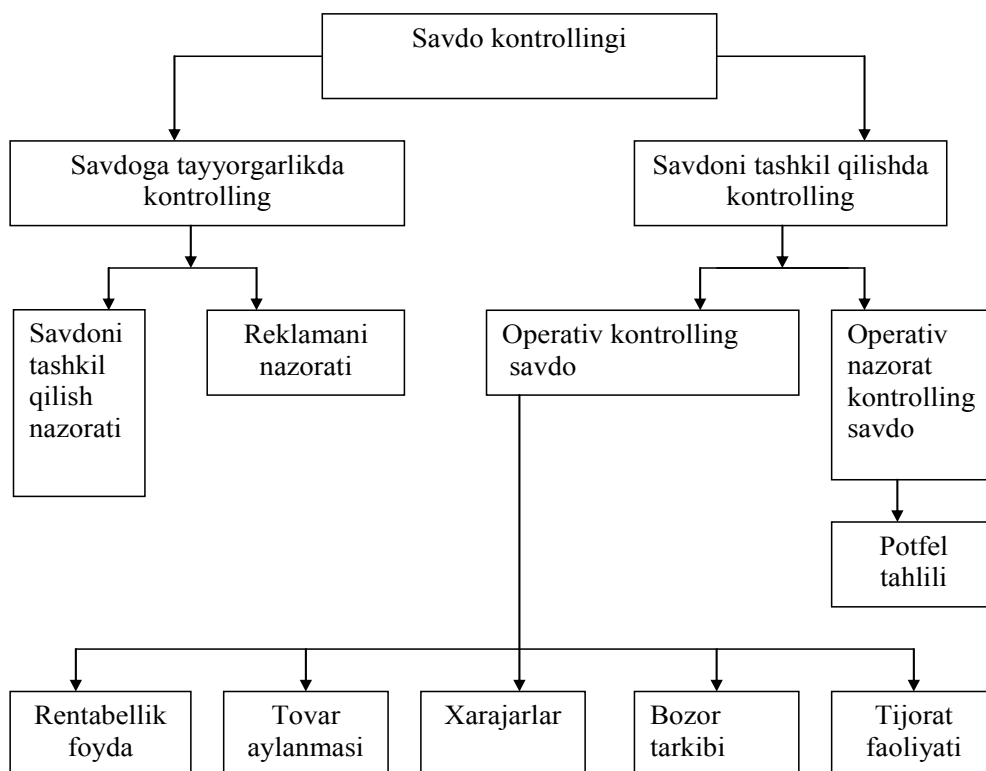 Savdo kontrollingi
Savdoga tayyorgarlikda
kontrolling
Savdoni tashkil qilishda
kontrolling
Savdoni
tashkil
qilish
nazorati
Reklamani
nazorati
Operativ kontrolling
savdo
Operativ
nazorat
kontrolling
savdo
Potfel
tahlili
Rentabellik
foyda
Tovar
aylanmasi
Xarajarlar
Bozor
tarkibi
Tijorat
faoliyati